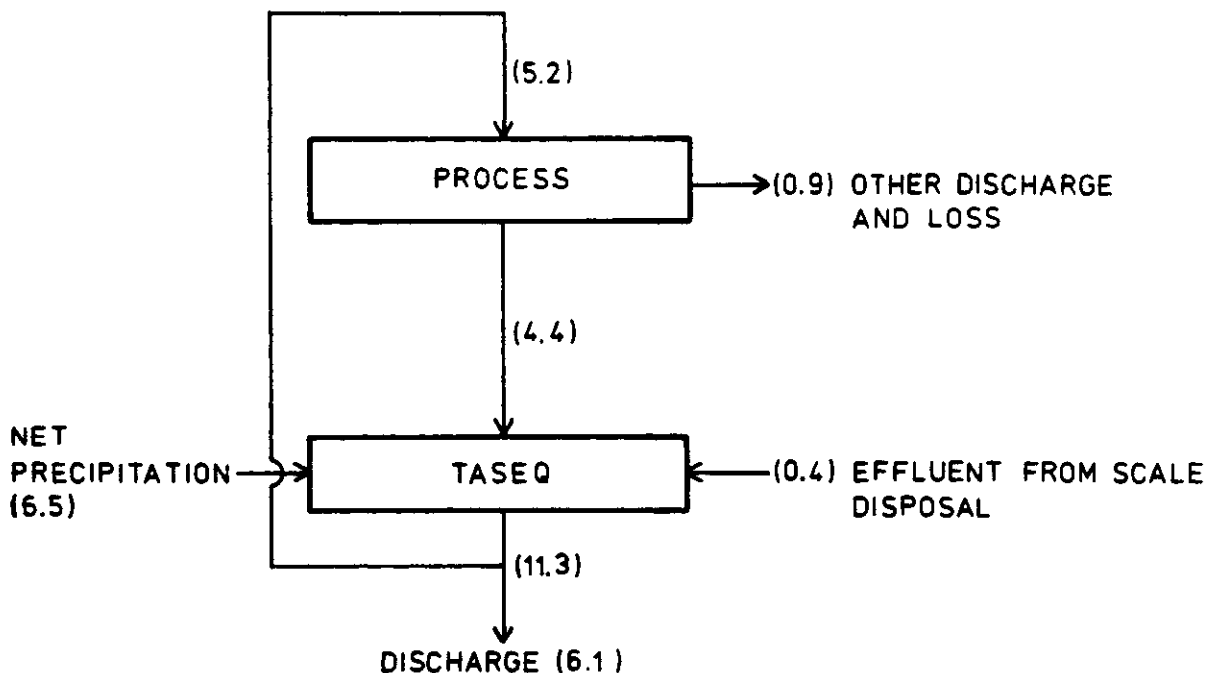 (5.2)
PROCESS
(0.9) OTHER DISCHARGE
AND LOSS
(4.4)
NET
PRECIPITATION
(6.5)
TASEQ
(0.4) EFFLUENT FROM SCALE
DISPOSAL
(11.3)
DISCHARGE (6.1)